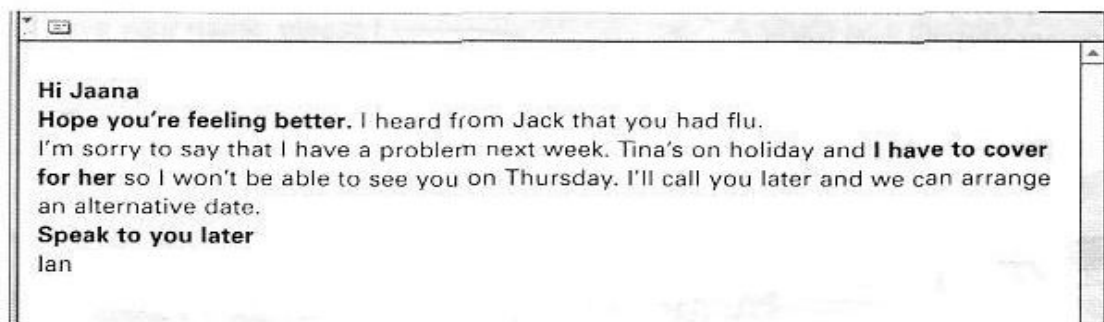 Hi Jaana
Hope you're feeling better. I heard from Jack that you had flu.
I'm sorry to say that I have a problem next week. Tina's on holiday and I have to cover
for her so I won't be able to see you on Thursday. I'll call you later and we can arrange
an alternative date.
Speak to you later
Ian